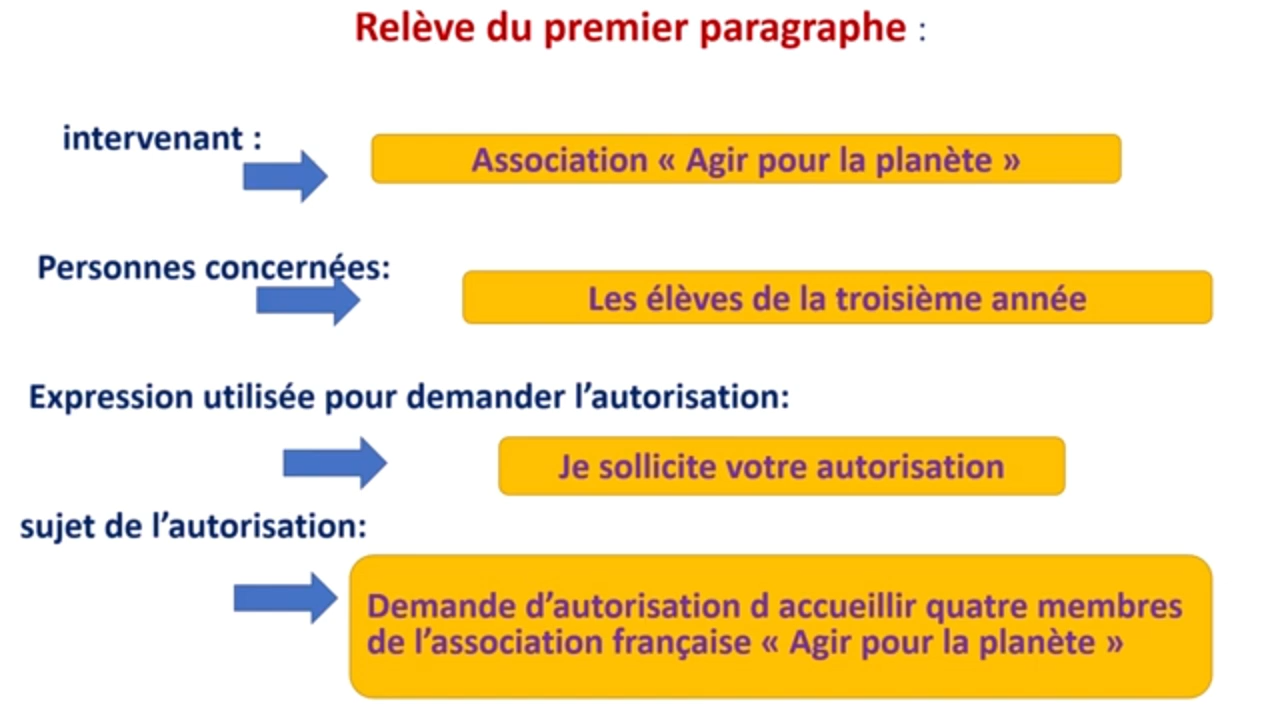 Relève du premier paragraphe :
intervenant :
Association « Agir pour la planète »
Personnes concernées:
Les élèves de la troisième année
Expression utilisée pour demander l’autorisation:
Je sollicite votre autorisation
sujet de l’autorisation:
Demande d’autorisation d accueillir quatre membres
de l’association française « Agir pour la planète »